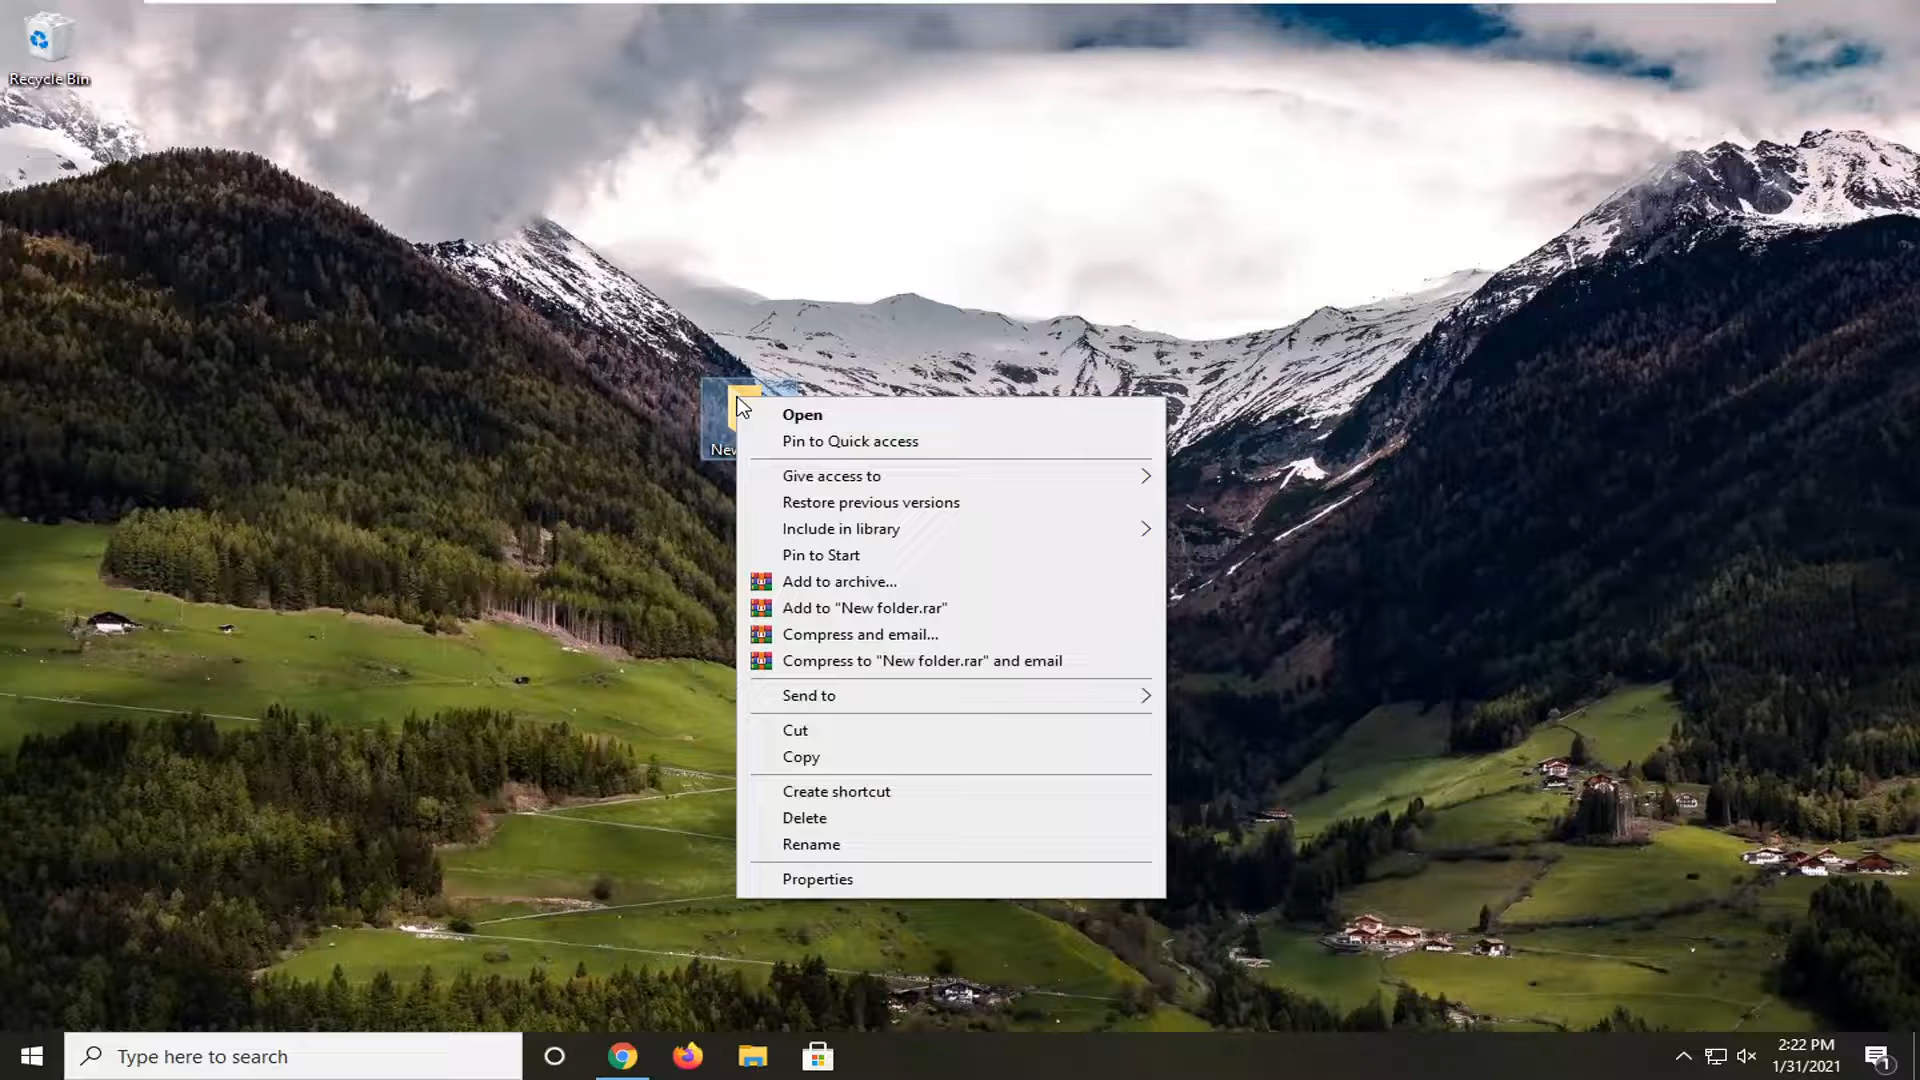 Recycle Bin
New
Open
Pin to Quick access
Give access to
Restore previous versions
Include in library
Pin to Start
Add to archive...
Add to "New folder.rar"
Compress and email...
Compress to "New folder.rar" and email
Send to
Cut
Copy
Create shortcut
Delete
Rename
Properties
Type here to search
2:22 PM
1/31/2021
1